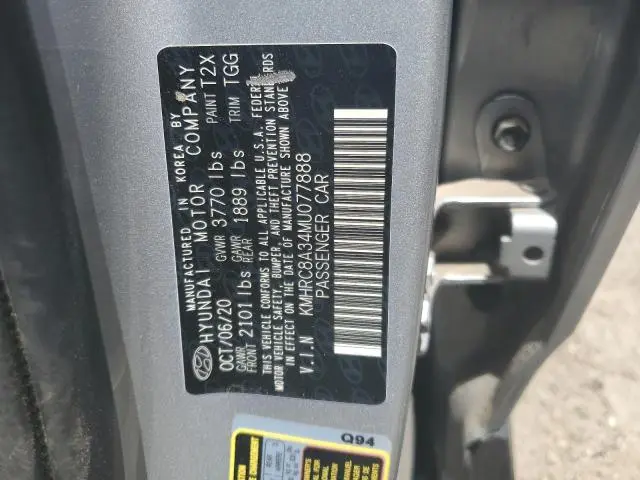 MANUFACTURED IN KOREA BY
HYUNDAI MOTOR COMPANY
OCT/06/20 GVWR 3770 lbs PAINT T2X
GAWR FRONT 2101 lbs GAWR REAR 1889 lbs TRIM TGG
THIS VEHICLE CONFORMS TO ALL APPLICABLE U.S.A. FEDERAL
MOTOR VEHICLE SAFETY, BUMPER, AND THEFT PREVENTION STANDARDS
IN EFFECT ON THE DATE OF MANUFACTURE SHOWN ABOVE
V.I.N KMHRC8A34MU077888
PASSENGER CAR
Q94